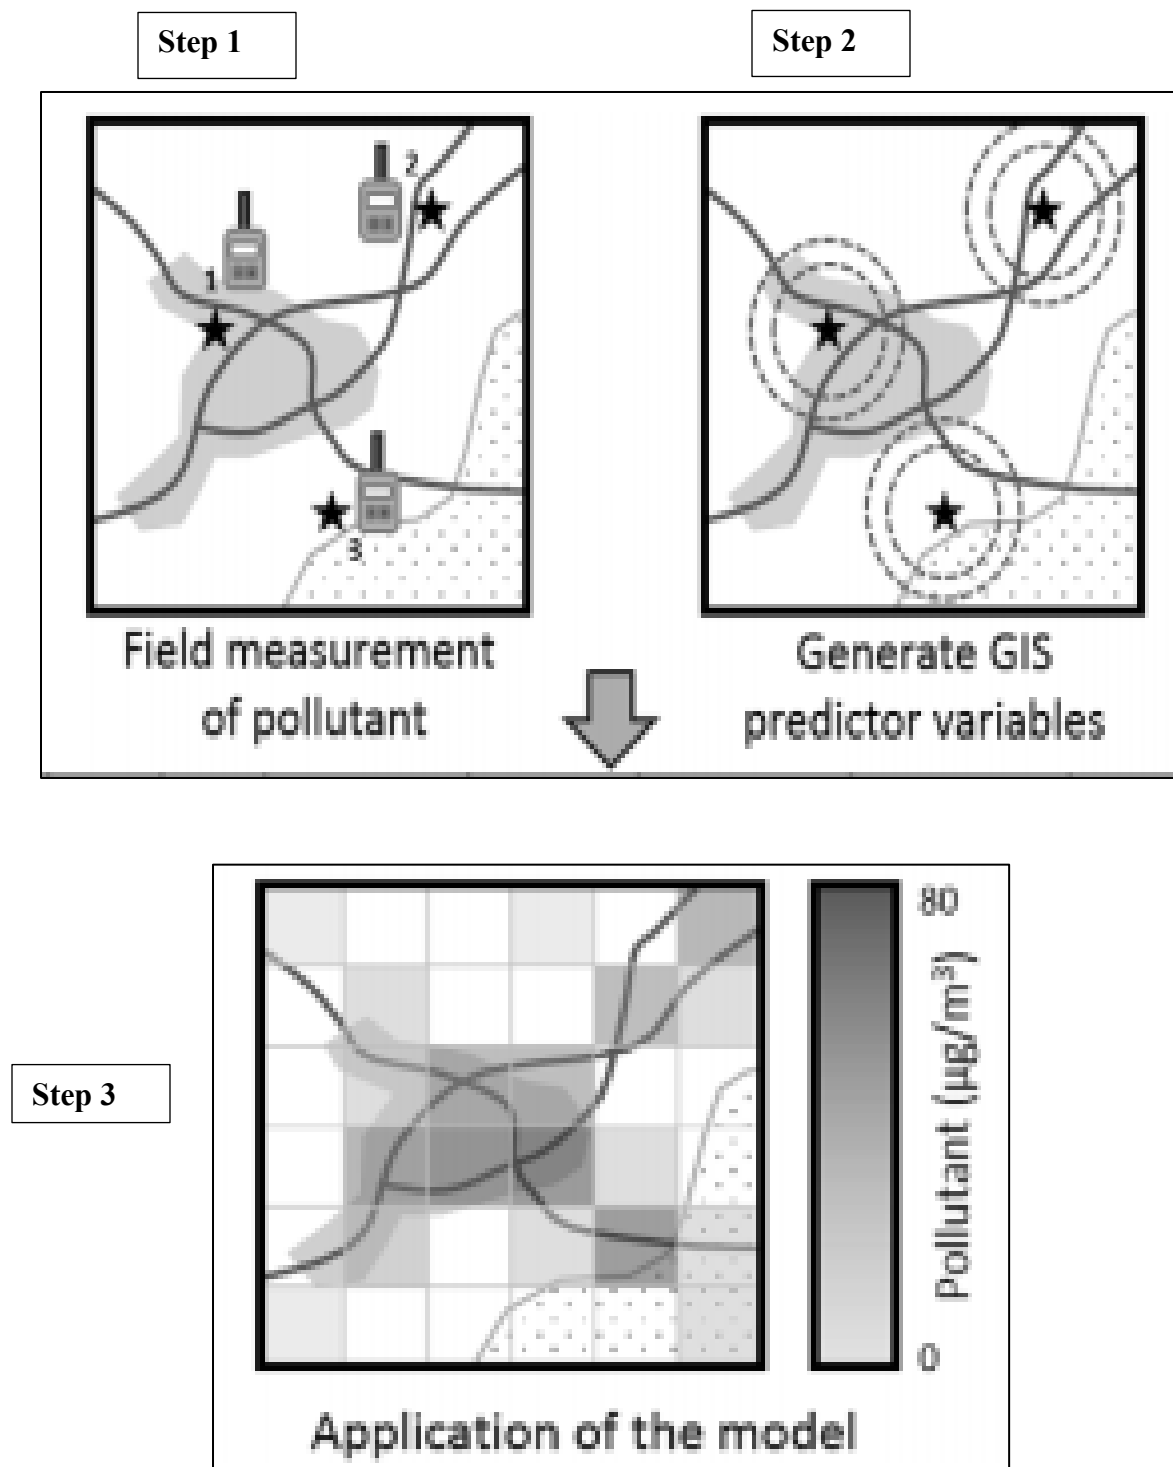 Step 1
Step 2
1
2
3
Field measurement
of pollutant
Generate GIS
predictor variables
Step 3
80
Pollutant (µg/m³)
0
Application of the model